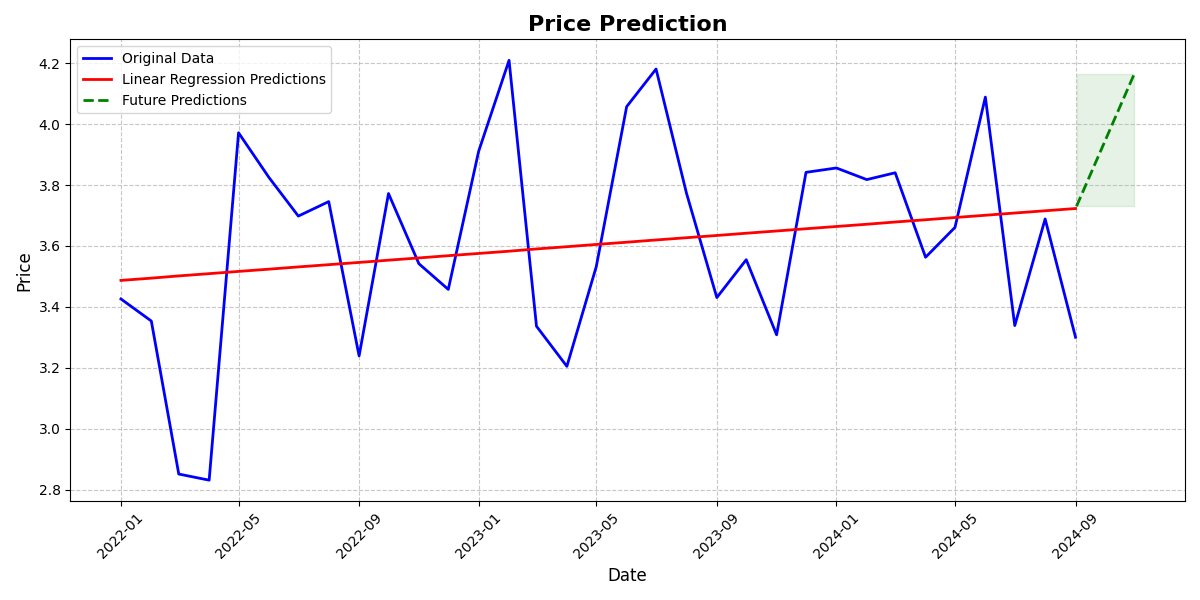 Price Prediction
Original Data
Linear Regression Predictions
Future Predictions
Price
4.2
4.0
3.8
3.6
3.4
3.2
3.0
2.8
2022-01
2022-05
2022-09
2023-01
2023-05
2023-09
2024-01
2024-05
2024-09
Date